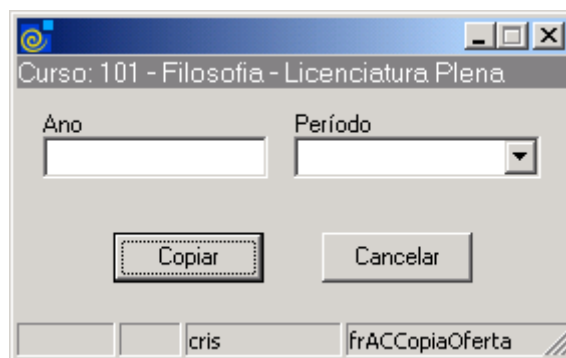 Curso: 101 - Filosofia - Licenciatura Plena
Ano Período
Copiar Cancelar
cris frACCopiaOferta